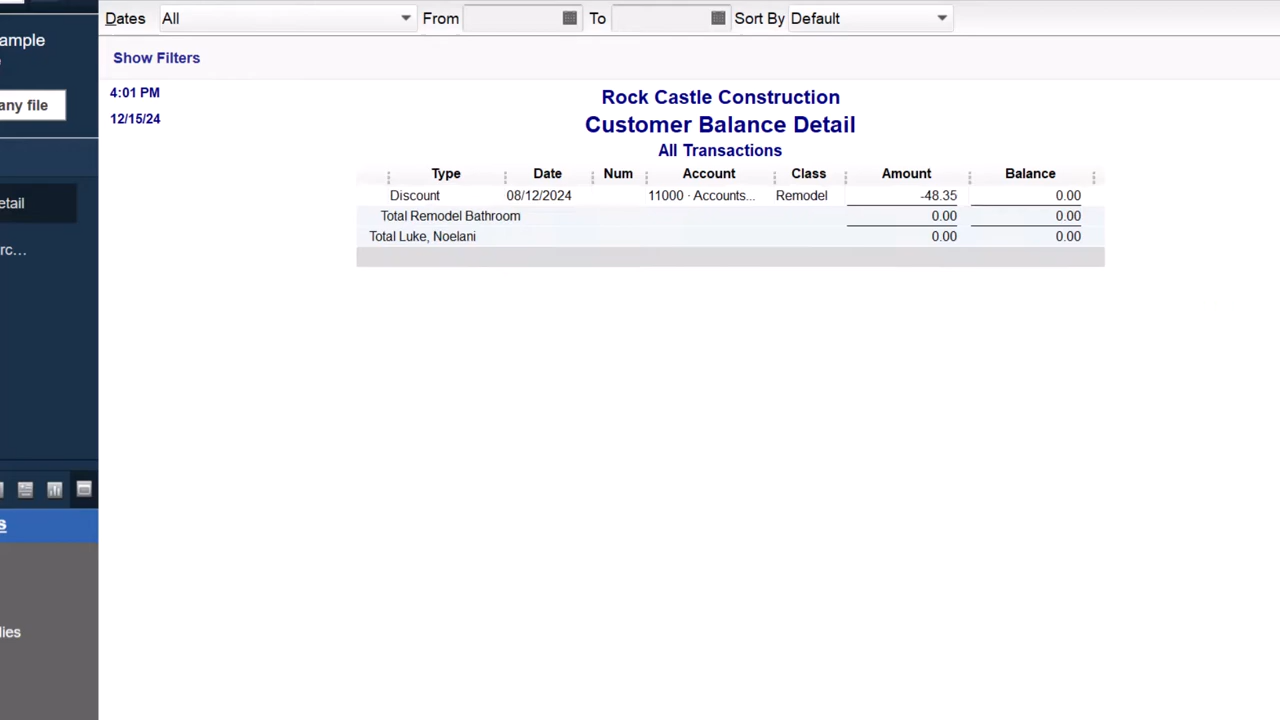 Dates All From To Sort By Default
ample
Show Filters
any file
4:01 PM
12/15/24
Rock Castle Construction
Customer Balance Detail
All Transactions
Type Date Num Account Class Amount Balance
Discount 08/12/2024 11000 · Accounts... Remodel -48.35 0.00
Total Remodel Bathroom 0.00 0.00
Total Luke, Noelani 0.00 0.00
etail
rc...
s
lies